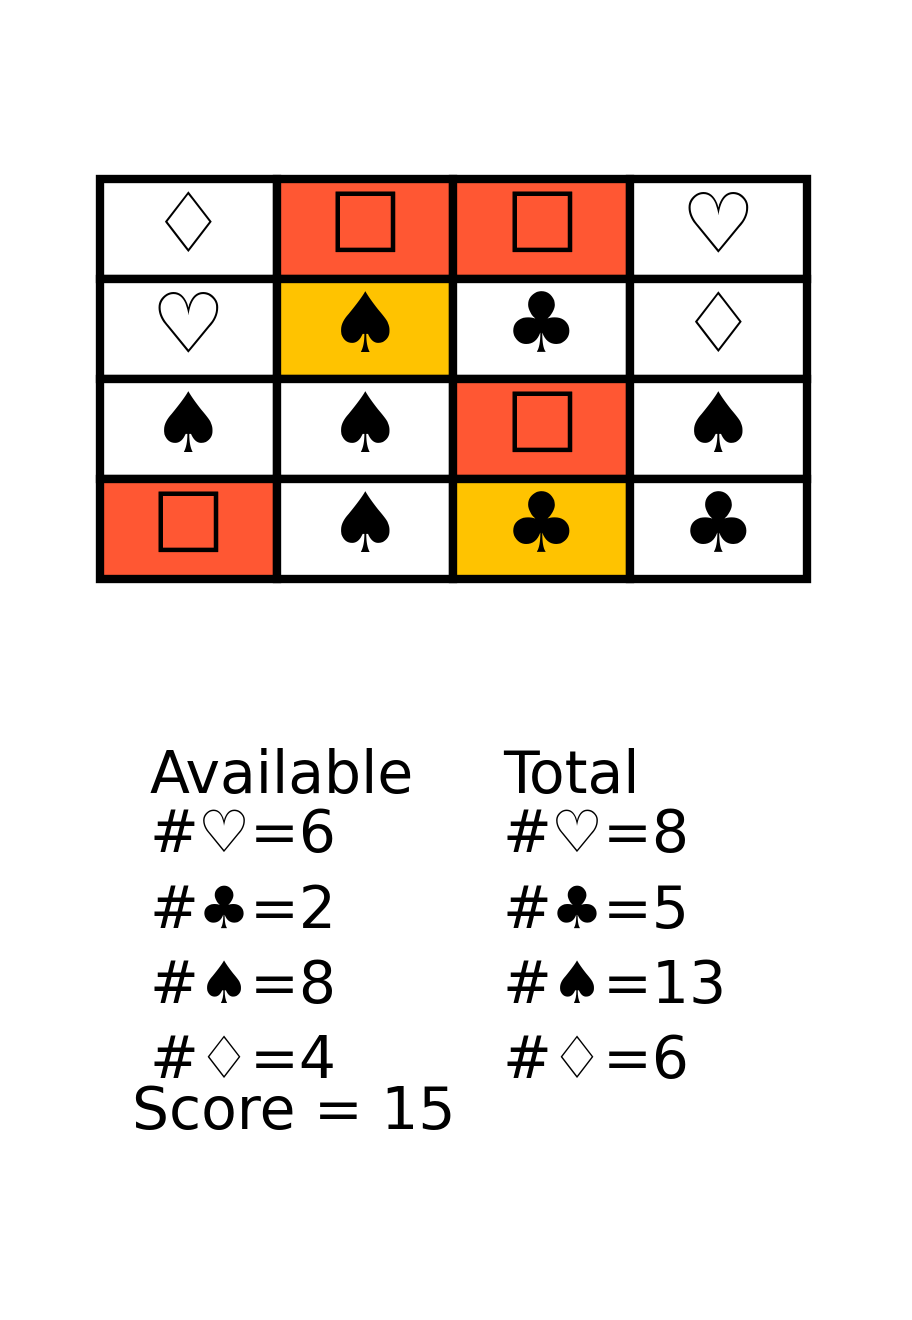 ♢ □ □ ♡
♡ ♠ ♣ ♢
♠ ♠ □ ♠
□ ♠ ♣ ♣
Available Total
#♡=6 #♡=8
#♣=2 #♣=5
#♠=8 #♠=13
#♢=4 #♢=6
Score = 15